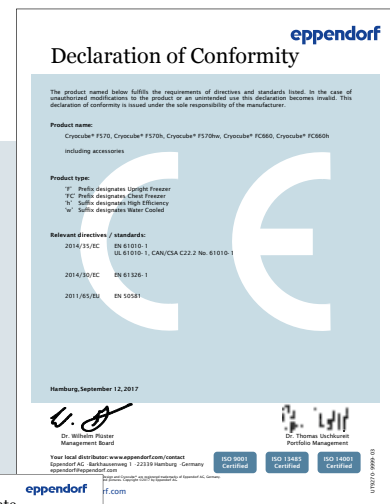 eppendorf
Declaration of Conformity
The product named below fulfills the requirements of directives and standards listed. In the case of
unauthorized modifications to the product or an unintended use this declaration becomes invalid. This
declaration of conformity is issued under the sole responsibility of the manufacturer.
Product name:
Cryocube® F570, Cryocube® F570h, Cryocube® F570hw, Cryocube® FC660, Cryocube® FC660h
including accessories
Product type:
'F' Prefix designates Upright Freezer
'FC' Prefix designates Chest Freezer
'h' Suffix designates High Efficiency
'w' Suffix designates Water Cooled
Relevant directives / standards:
2014/35/EC EN 61010-1
UL 61010-1, CAN/CSA C22.2 No. 61010-1
2014/30/EC EN 61326-1
2011/65/EU EN 50581
CE
Hamburg, September 12, 2017
Dr. Wilhelm Plüster
Management Board
Dr. Thomas Uschkureit
Portfolio Management
Your local distributor: www.eppendorf.com/contact
Eppendorf AG · Barkhausenweg 1 · 22339 Hamburg · Germany
eppendorf@eppendorf.com
ISO 9001
Certified
ISO 13485
Certified
ISO 14001
Certified
eppendorf
rf.com